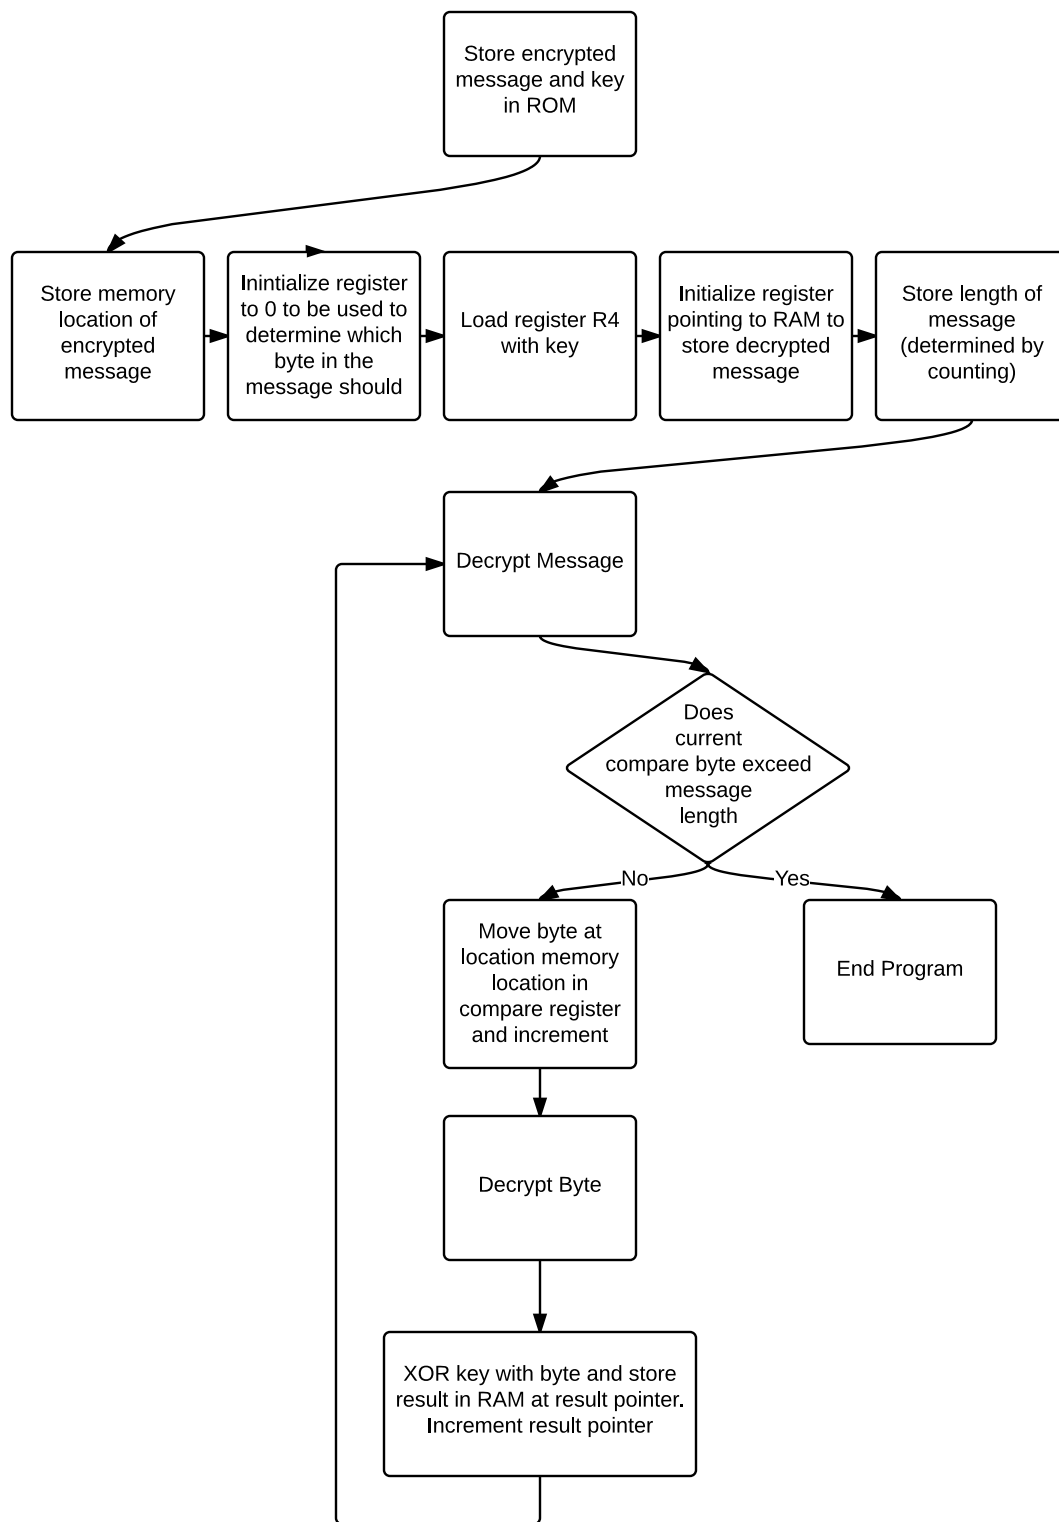 Store encrypted
message and key
in ROM
Store memory
location of
encrypted
message
Inintialize register
to 0 to be used to
determine which
byte in the
message should
Load register R4
with key
Initialize register
pointing to RAM to
store decrypted
message
Store length of
message
(determined by
counting)
Decrypt Message
Does
current
compare byte exceed
message
length
No
Yes
Move byte at
location memory
location in
compare register
and increment
End Program
Decrypt Byte
XOR key with byte and store
result in RAM at result pointer.
Increment result pointer